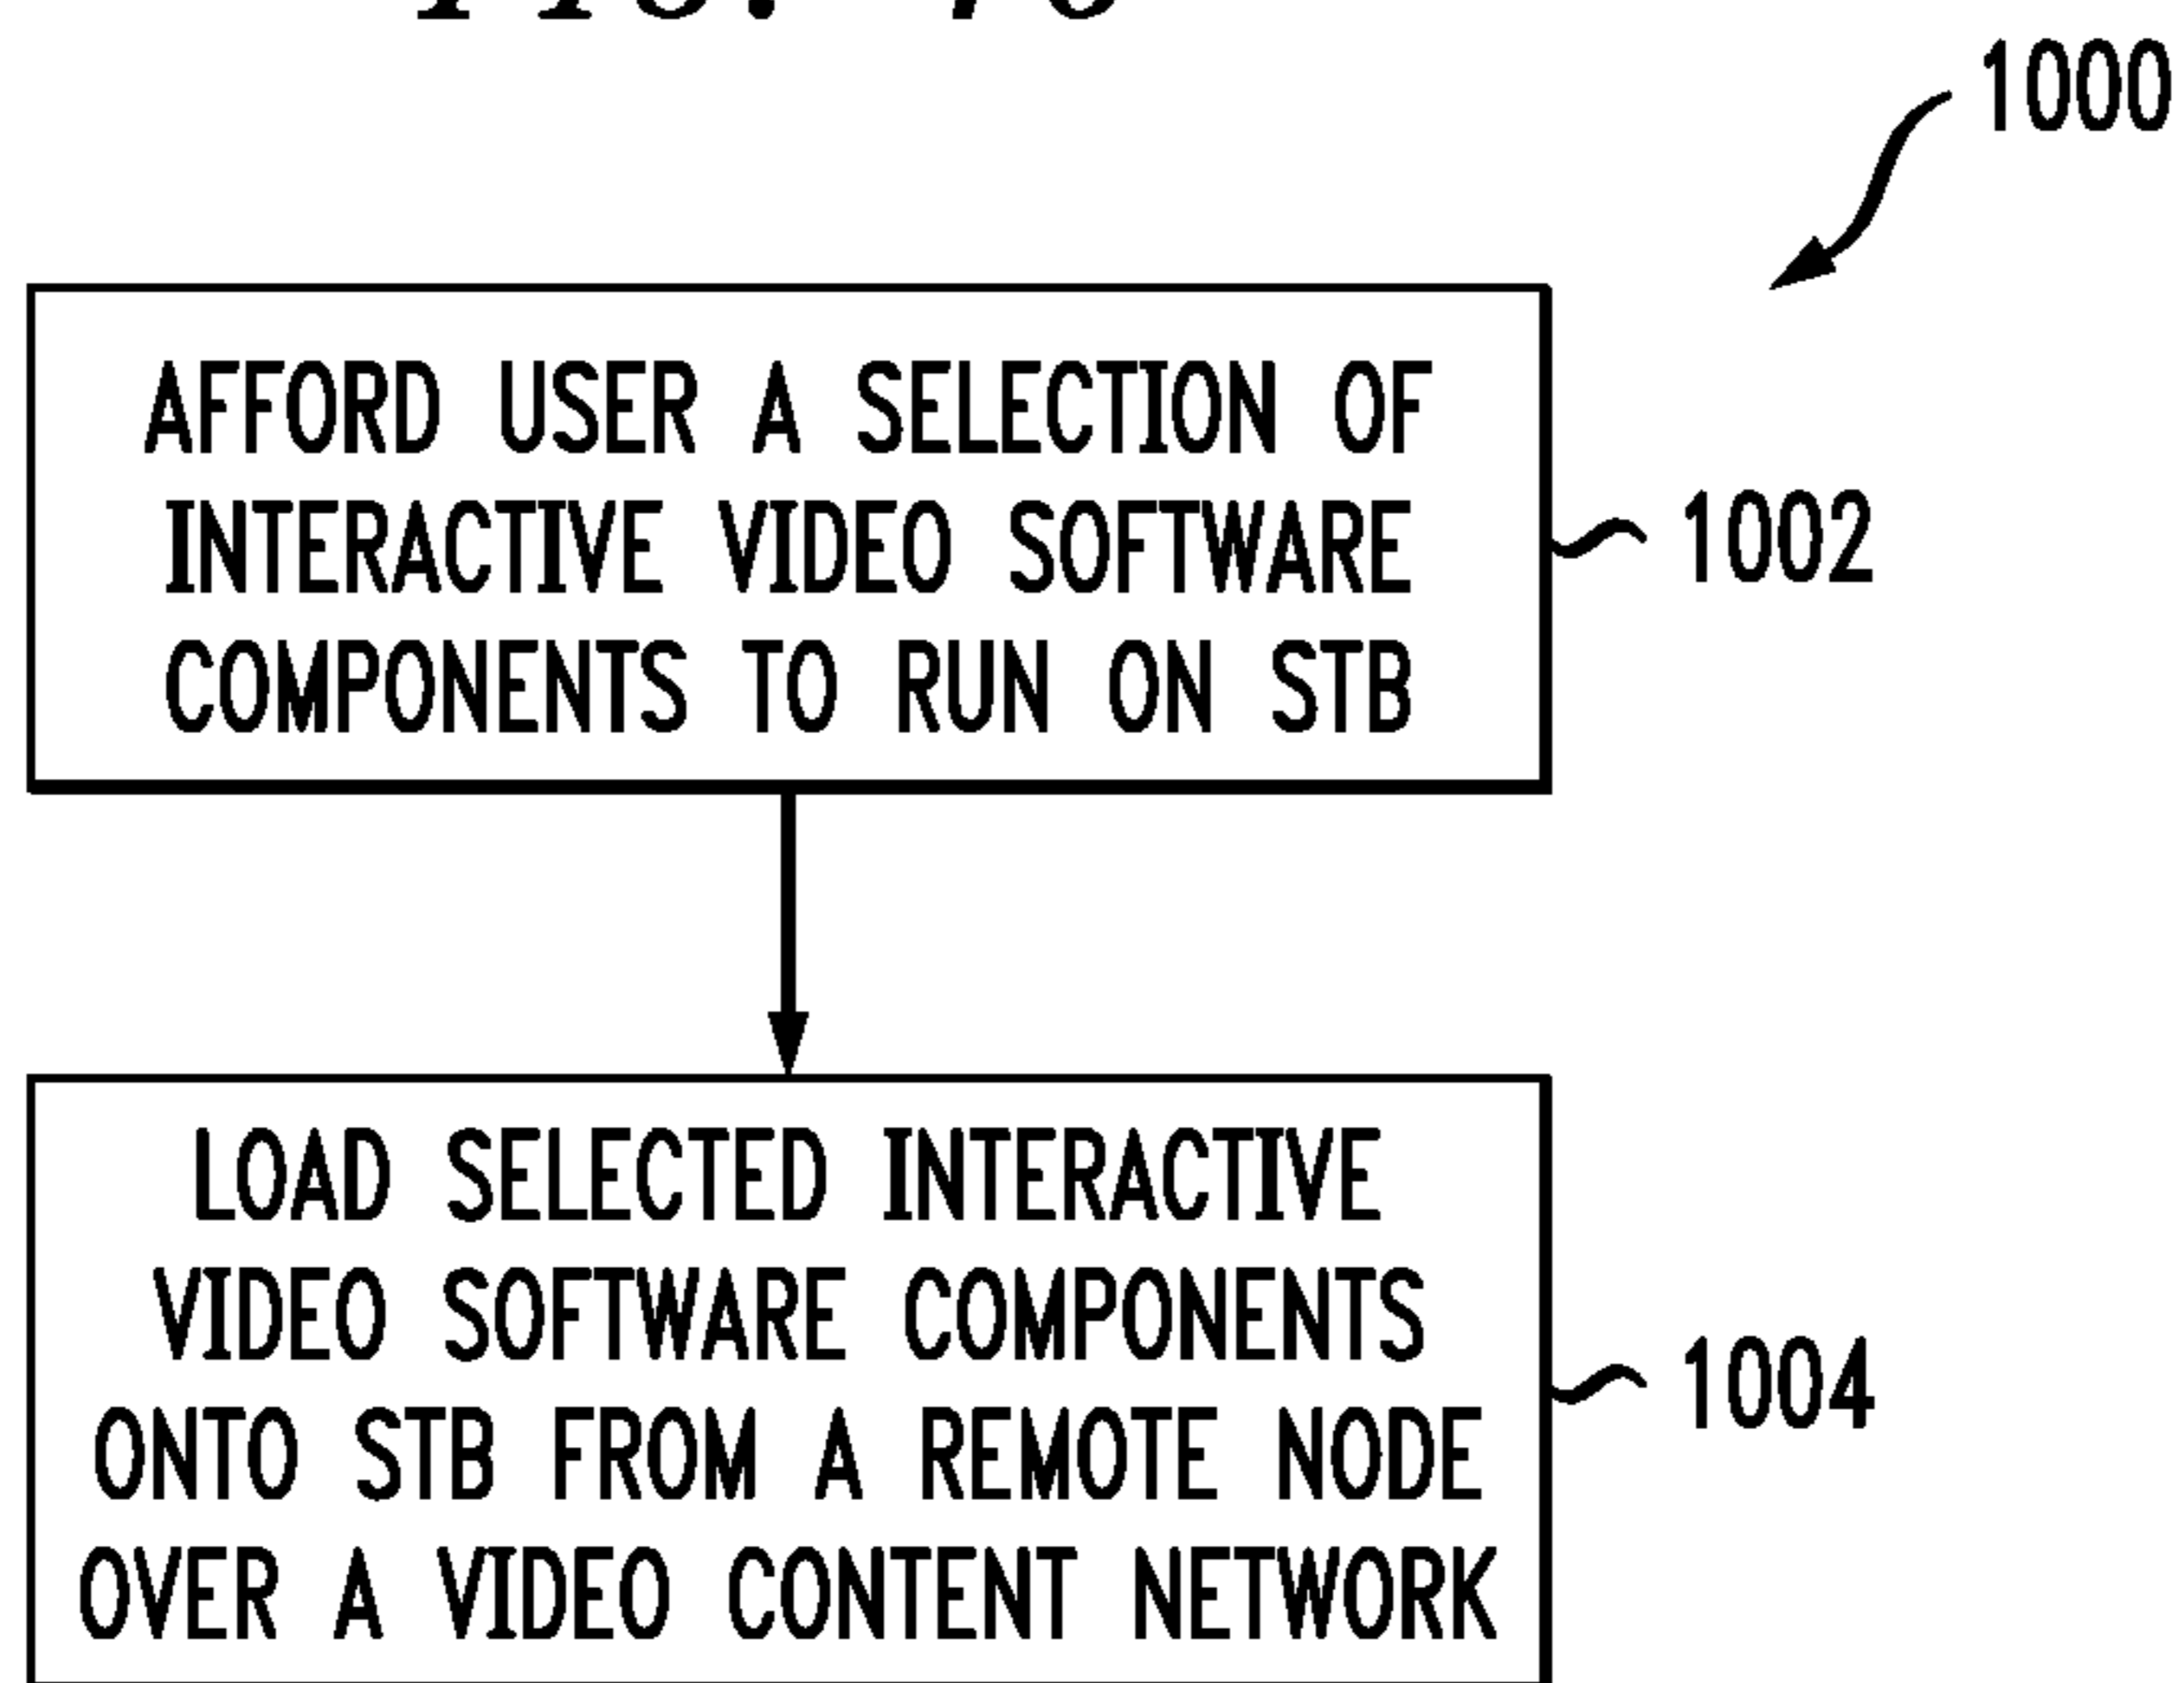 1000
AFFORD USER A SELECTION OF
INTERACTIVE VIDEO SOFTWARE
COMPONENTS TO RUN ON STB
1002
LOAD SELECTED INTERACTIVE
VIDEO SOFTWARE COMPONENTS
ONTO STB FROM A REMOTE NODE
OVER A VIDEO CONTENT NETWORK
1004